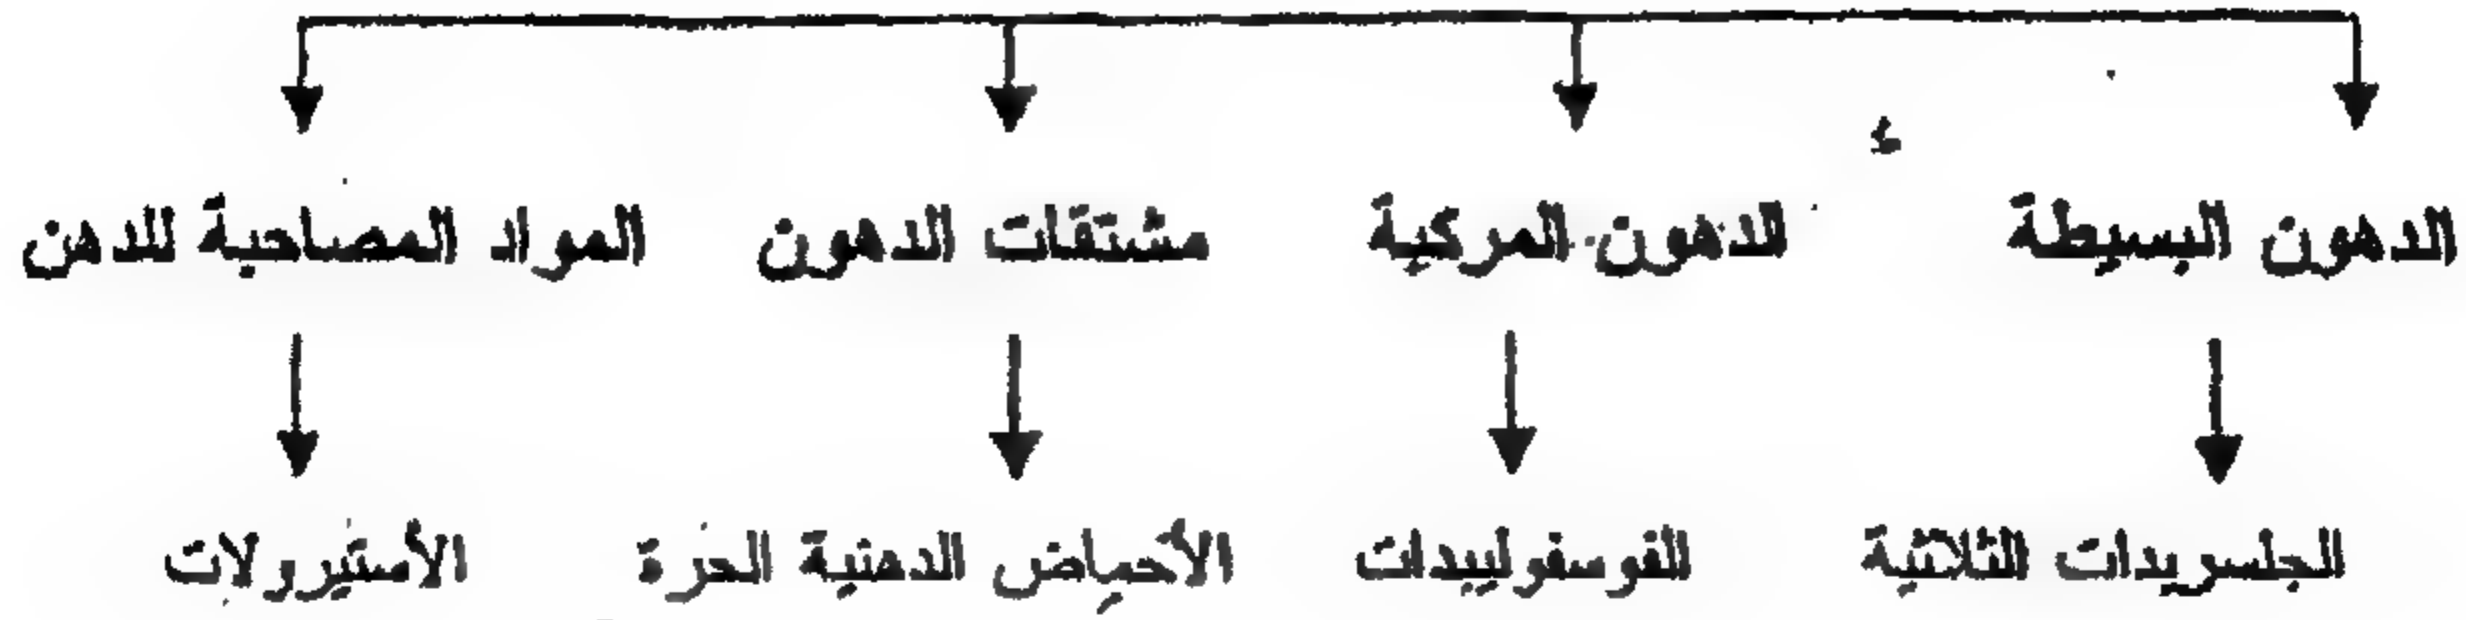 الدهون البسيطة الدهون المركبة مشتقات الدهون المواد المصاحبة للدهن
الجلسريدات الثلاثية الفوسفوليبيدات الأحماض الدهنية الحرة الأستيرولات